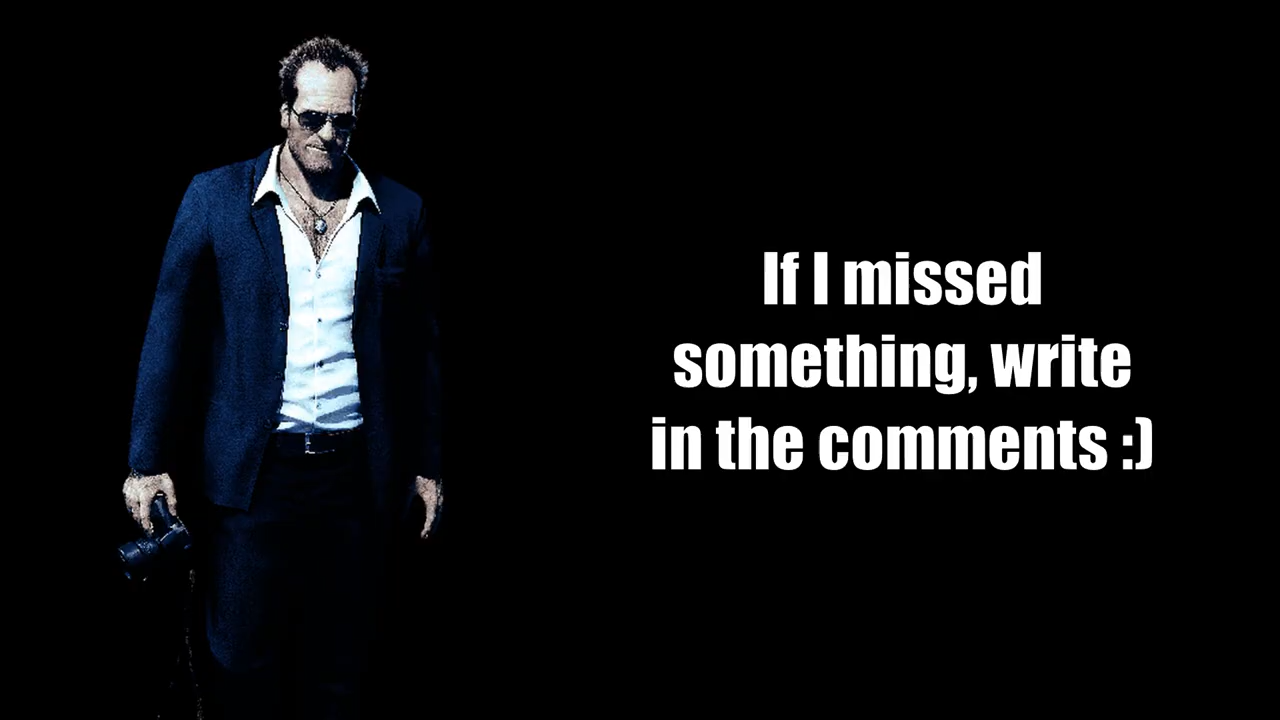 If I missed
something, write
in the comments :)